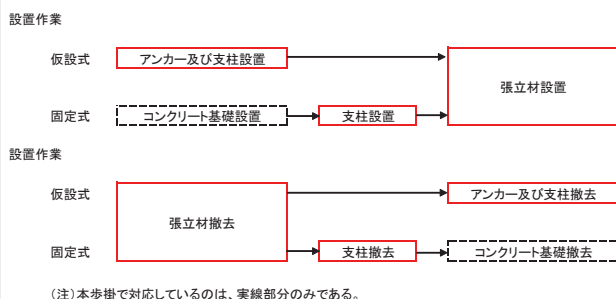 設置作業
仮設式 アンカー及び支柱設置
張立材設置
固定式 コンクリート基礎設置 支柱設置
設置作業
仮設式 アンカー及び支柱撤去
張立材撤去
固定式 支柱撤去 コンクリート基礎撤去
(注)本歩掛で対応しているのは、実線部分のみである。